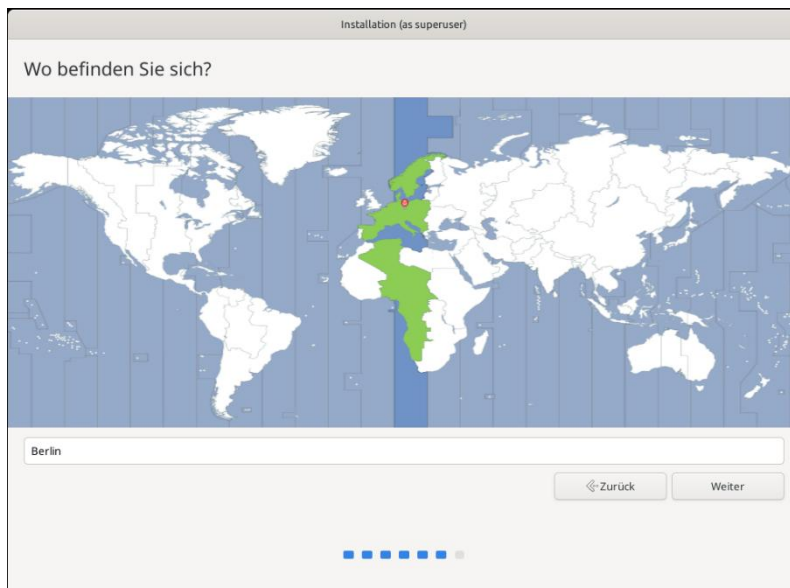 Installation (as superuser)
Wo befinden Sie sich?
Berlin
Zurück
Weiter